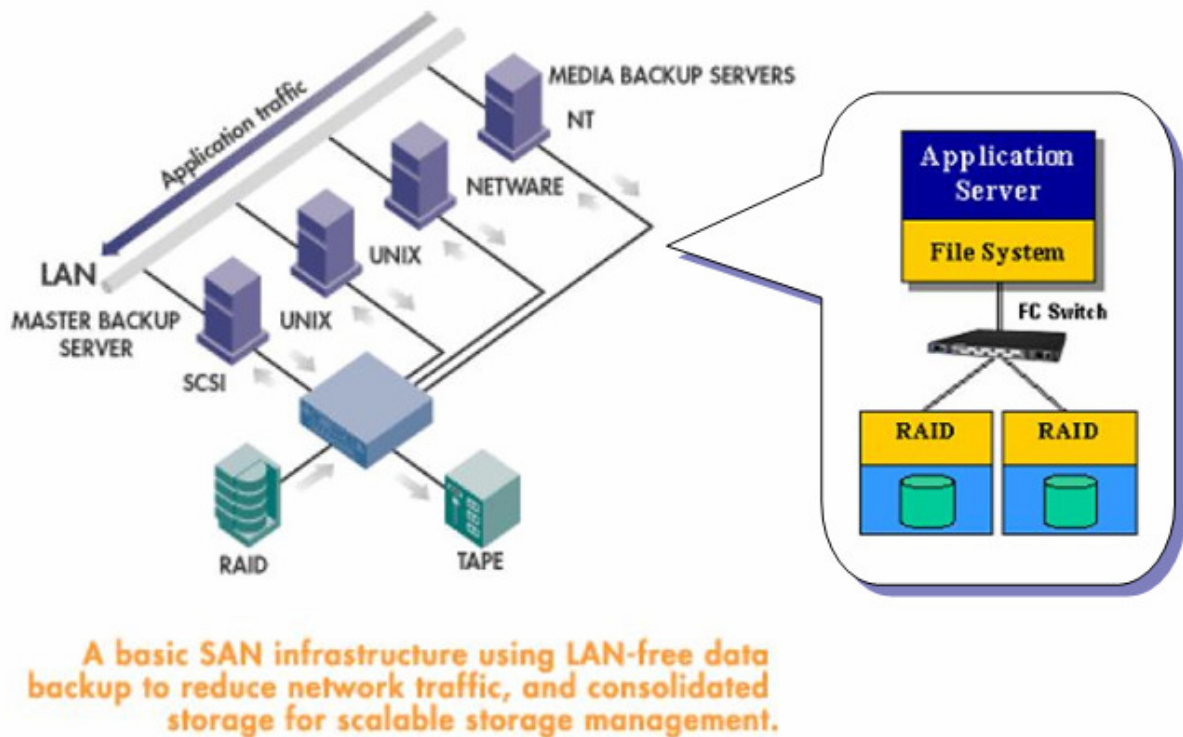 Application traffic
LAN
MEDIA BACKUP SERVERS
NT
NETWARE
UNIX
UNIX
MASTER BACKUP
SERVER
SCSI
RAID
TAPE
Application
Server
File System
FC Switch
RAID
RAID
A basic SAN infrastructure using LAN-free data
backup to reduce network traffic, and consolidated
storage for scalable storage management.